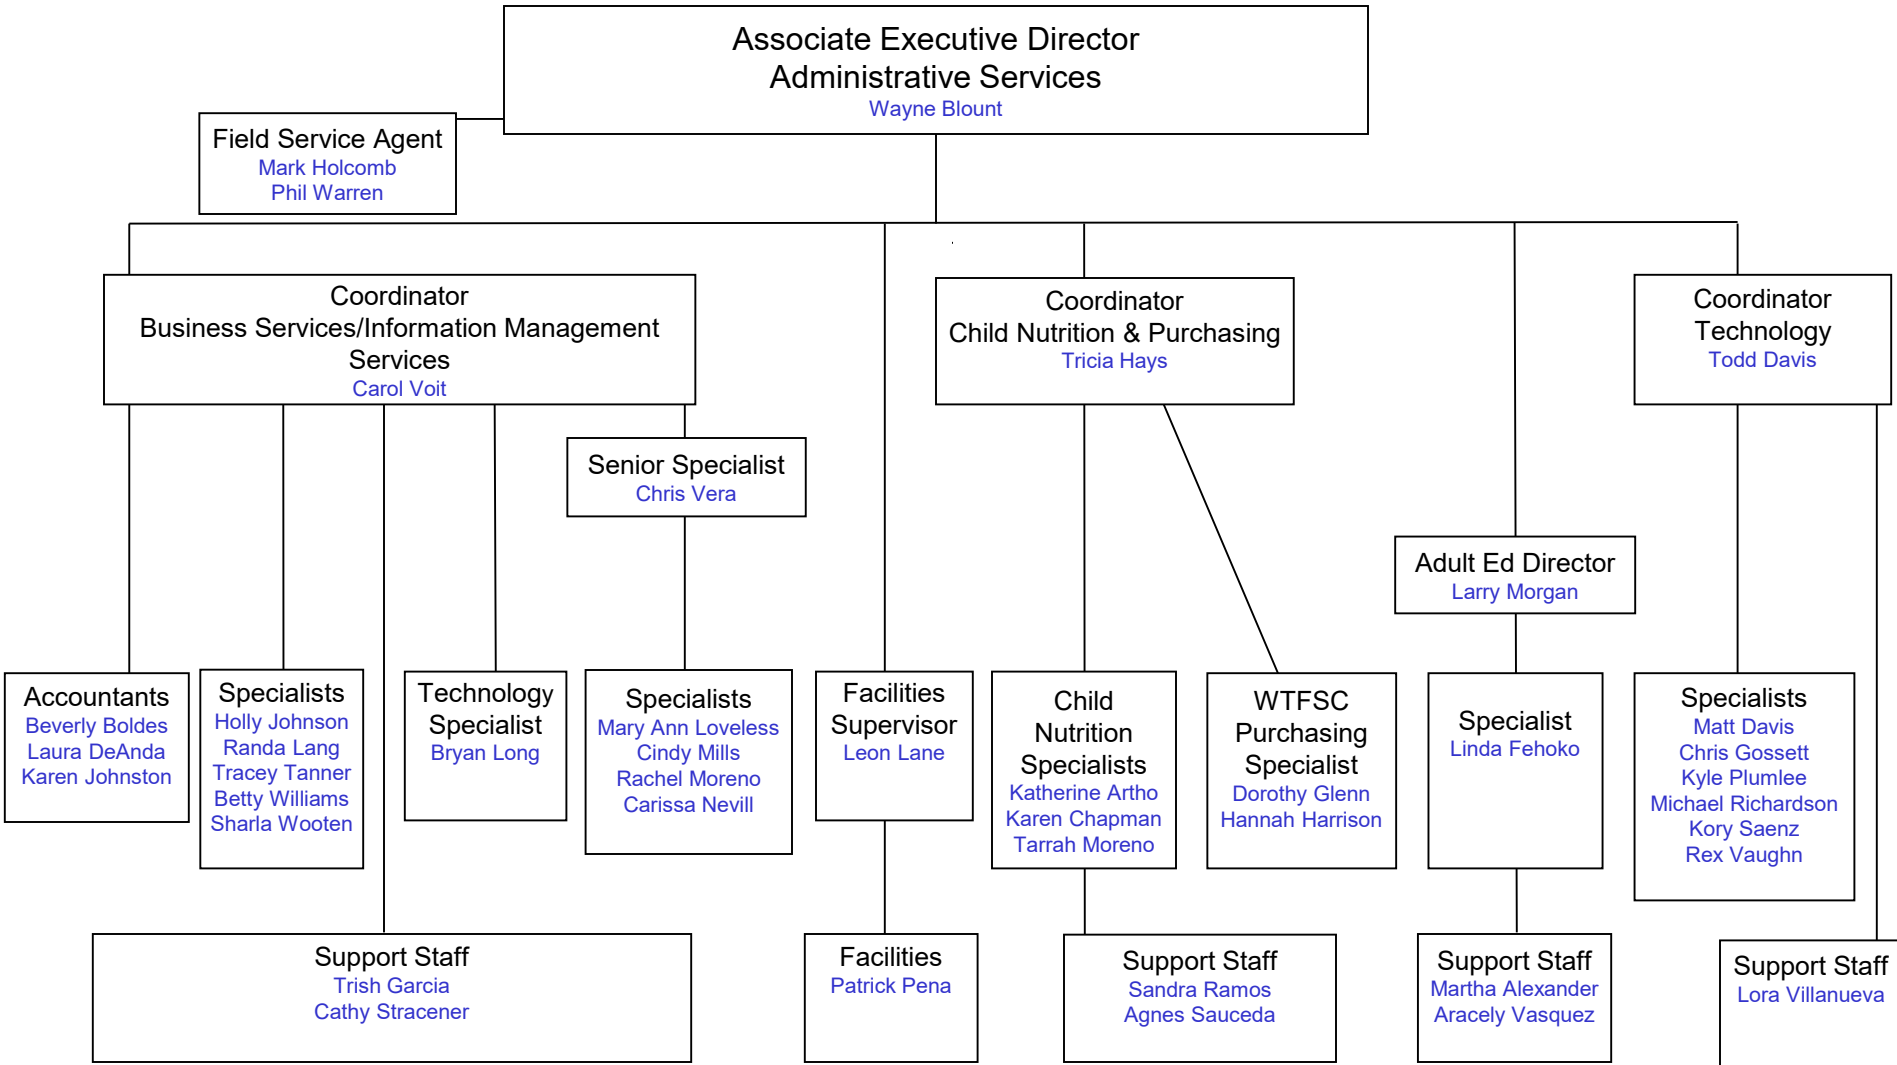 Associate Executive Director
Administrative Services
Wayne Blount
Field Service Agent
Mark Holcomb
Phil Warren
Coordinator
Business Services/Information Management
Services
Carol Voit
Coordinator
Child Nutrition & Purchasing
Tricia Hays
Coordinator
Technology
Todd Davis
Senior Specialist
Chris Vera
Adult Ed Director
Larry Morgan
Accountants
Beverly Boldes
Laura DeAnda
Karen Johnston
Specialists
Holly Johnson
Randa Lang
Tracey Tanner
Betty Williams
Sharla Wooten
Technology
Specialist
Bryan Long
Specialists
Mary Ann Loveless
Cindy Mills
Rachel Moreno
Carissa Nevill
Facilities
Supervisor
Leon Lane
Child
Nutrition
Specialists
Katherine Artho
Karen Chapman
Tarrah Moreno
WTFSC
Purchasing
Specialist
Dorothy Glenn
Hannah Harrison
Specialist
Linda Fehoko
Specialists
Matt Davis
Chris Gossett
Kyle Plumlee
Michael Richardson
Kory Saenz
Rex Vaughn
Support Staff
Trish Garcia
Cathy Stracener
Facilities
Patrick Pena
Support Staff
Sandra Ramos
Agnes Sauceda
Support Staff
Martha Alexander
Aracely Vasquez
Support Staff
Lora Villanueva